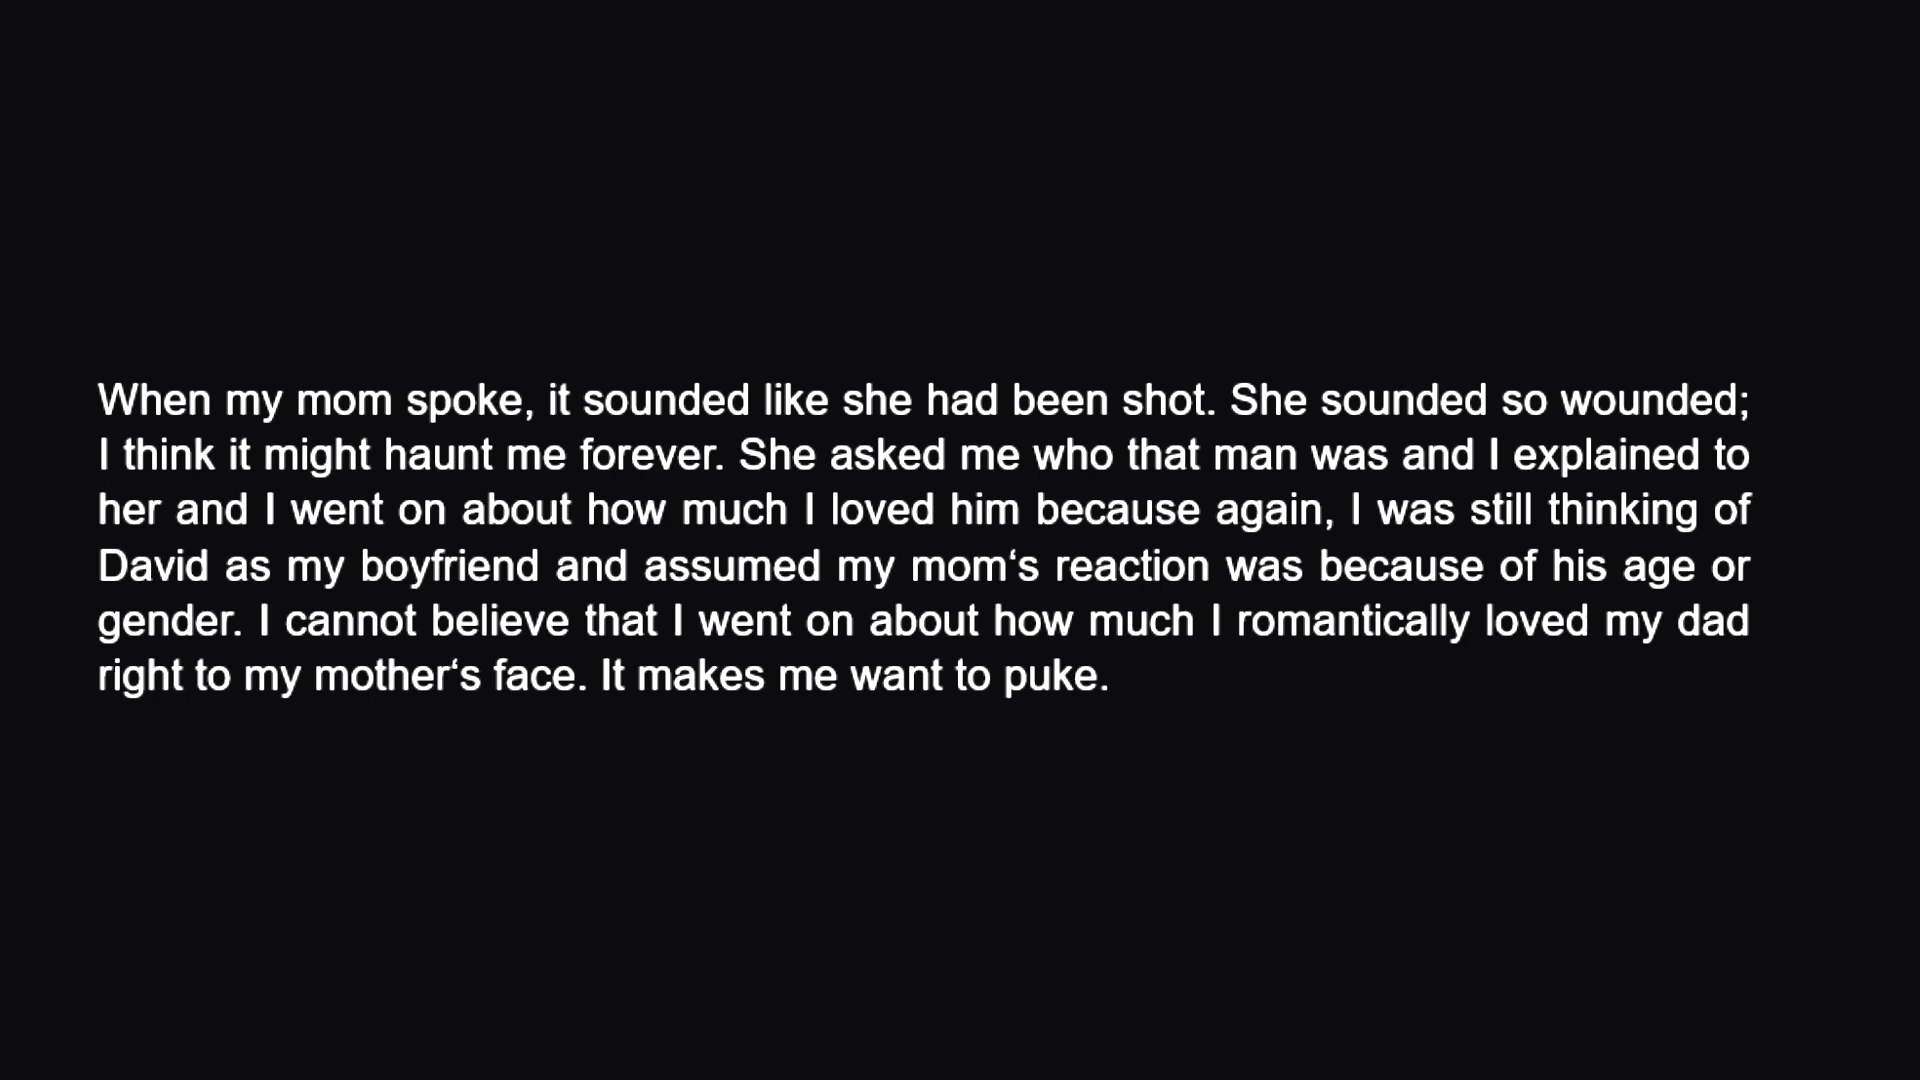 When my mom spoke, it sounded like she had been shot. She sounded so wounded;
I think it might haunt me forever. She asked me who that man was and I explained to
her and I went on about how much I loved him because again, I was still thinking of
David as my boyfriend and assumed my mom‘s reaction was because of his age or
gender. I cannot believe that I went on about how much I romantically loved my dad
right to my mother‘s face. It makes me want to puke.